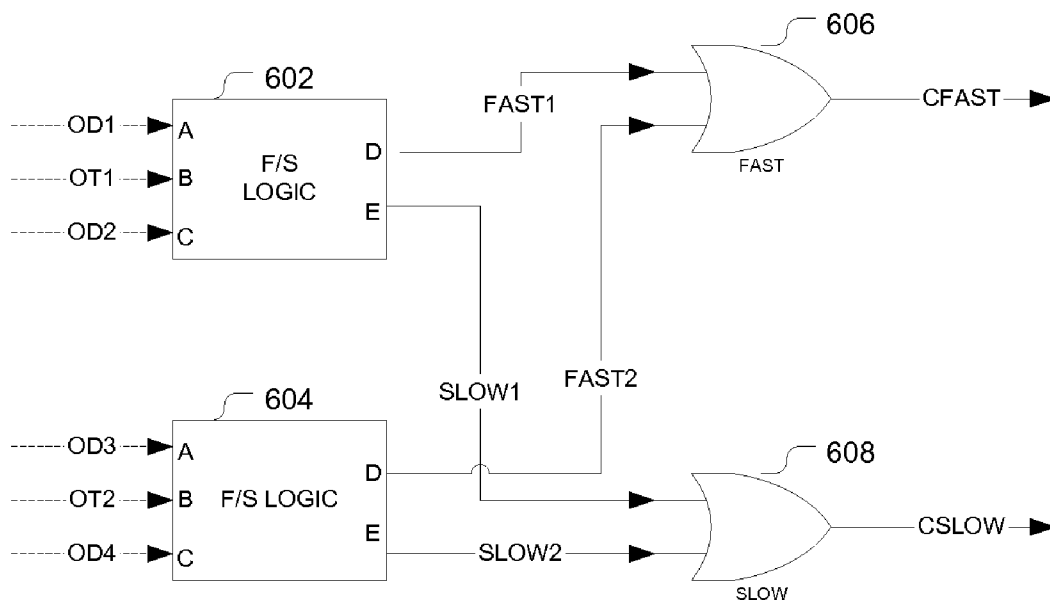 602
606
OD1
A
OT1
B
F/S
LOGIC
D
OD2
C
E
FAST1
CFAST
FAST
604
SLOW1
FAST2
608
OD3
A
OT2
B
F/S LOGIC
D
OD4
C
E
SLOW2
CSLOW
SLOW